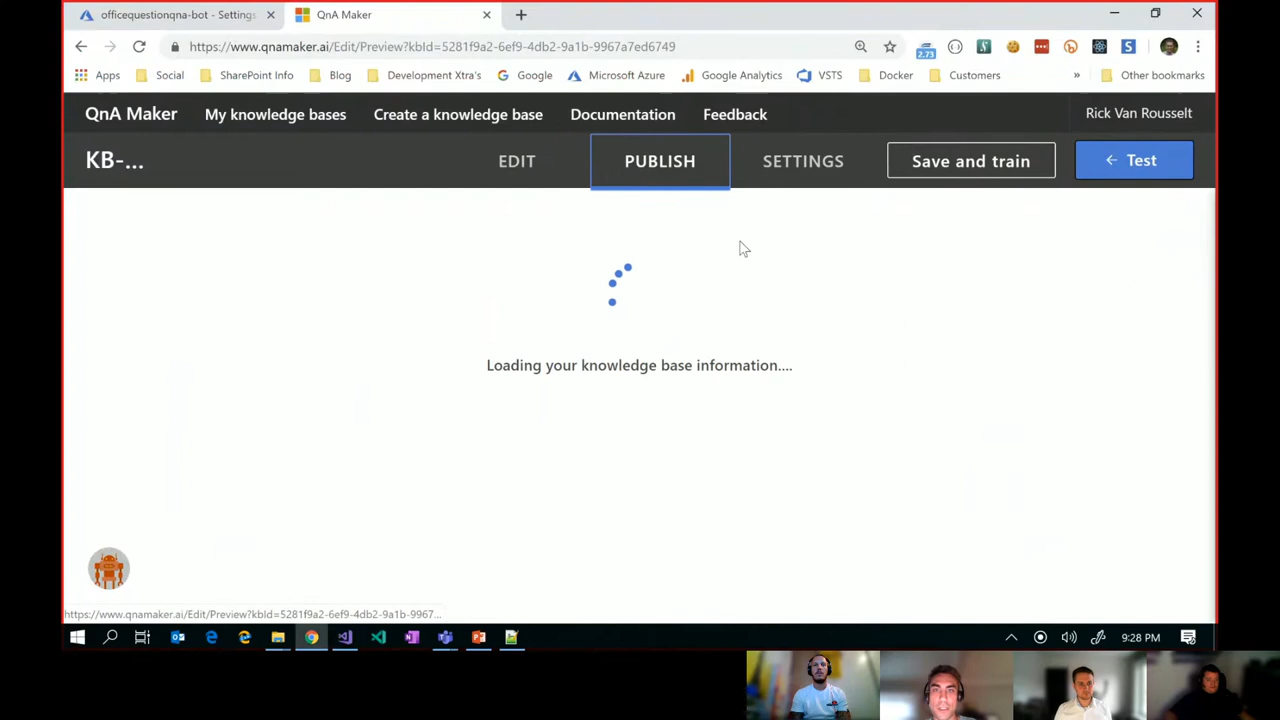 officequestionqna-bot - Settings
QnA Maker
https://www.qnamaker.ai/Edit/Preview?kbId=5281f9a2-6ef9-4db2-9a1b-9967a7ed6749
2.73
Apps
Social
SharePoint Info
Blog
Development Xtra's
Google
Microsoft Azure
Google Analytics
VSTS
Docker
Customers
»
Other bookmarks
QnA Maker
My knowledge bases
Create a knowledge base
Documentation
Feedback
Rick Van Rousselt
KB-...
EDIT
PUBLISH
SETTINGS
Save and train
← Test
Loading your knowledge base information....
https://www.qnamaker.ai/Edit/Preview?kbId=5281f9a2-6ef9-4db2-9a1b-9967...
9:28 PM